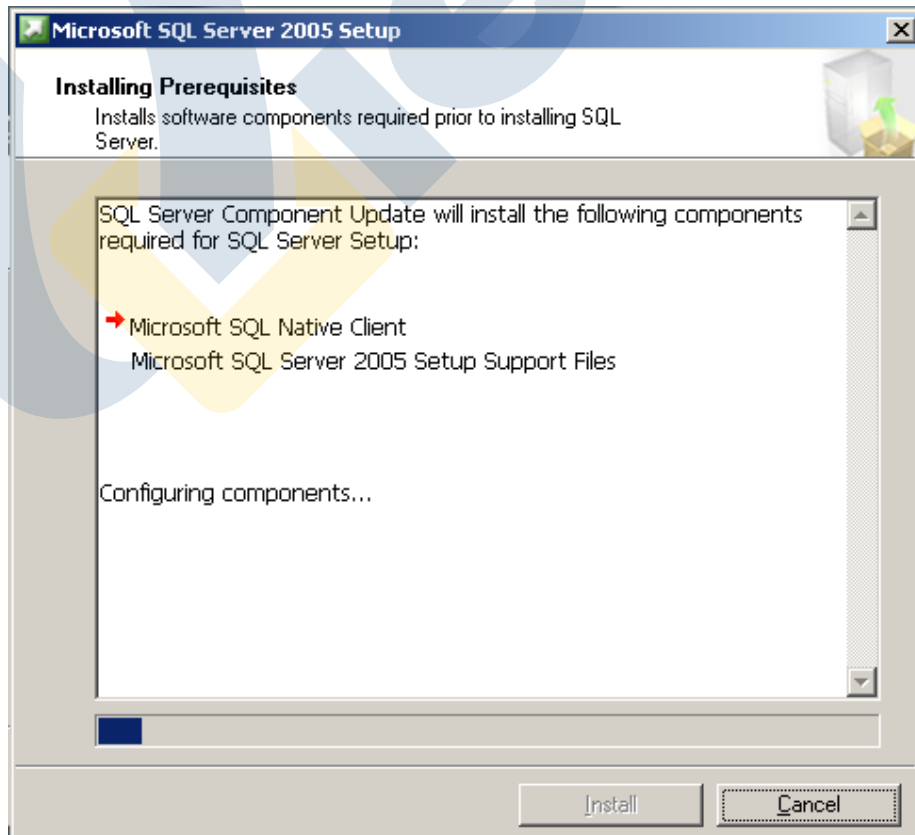 Microsoft SQL Server 2005 Setup
Installing Prerequisites
Installs software components required prior to installing SQL
Server.
SQL Server Component Update will install the following components
required for SQL Server Setup:
Microsoft SQL Native Client
Microsoft SQL Server 2005 Setup Support Files
Configuring components...
Install
Cancel